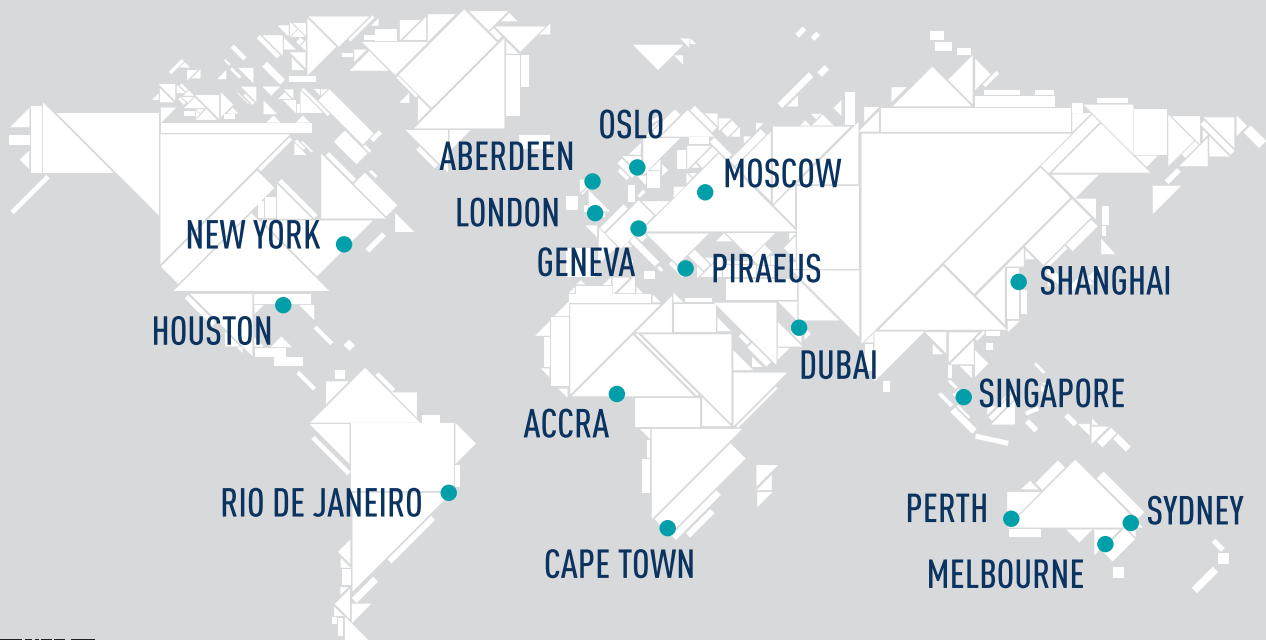 OSLO
ABERDEEN
MOSCOW
LONDON
NEW YORK
GENEVA
PIRAEUS
SHANGHAI
HOUSTON
DUBAI
SINGAPORE
ACCRA
RIO DE JANEIRO
PERTH
SYDNEY
CAPE TOWN
MELBOURNE